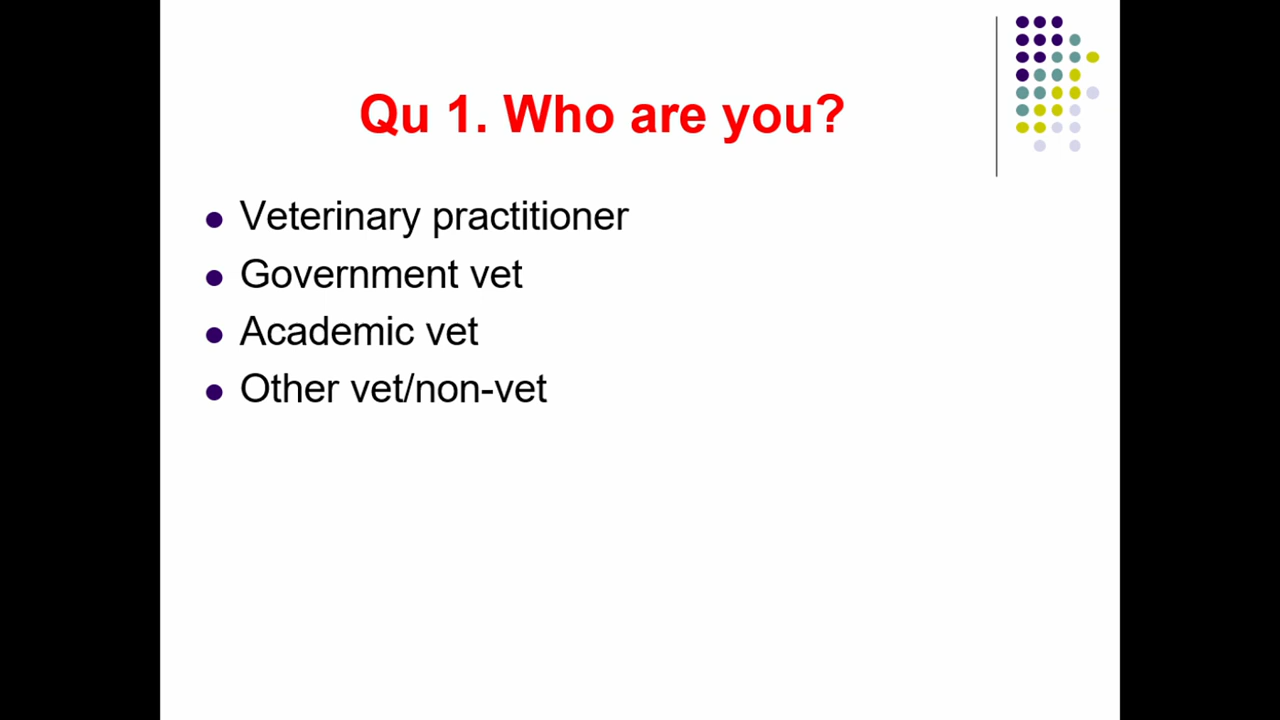 Qu 1. Who are you?
Veterinary practitioner
Government vet
Academic vet
Other vet/non-vet